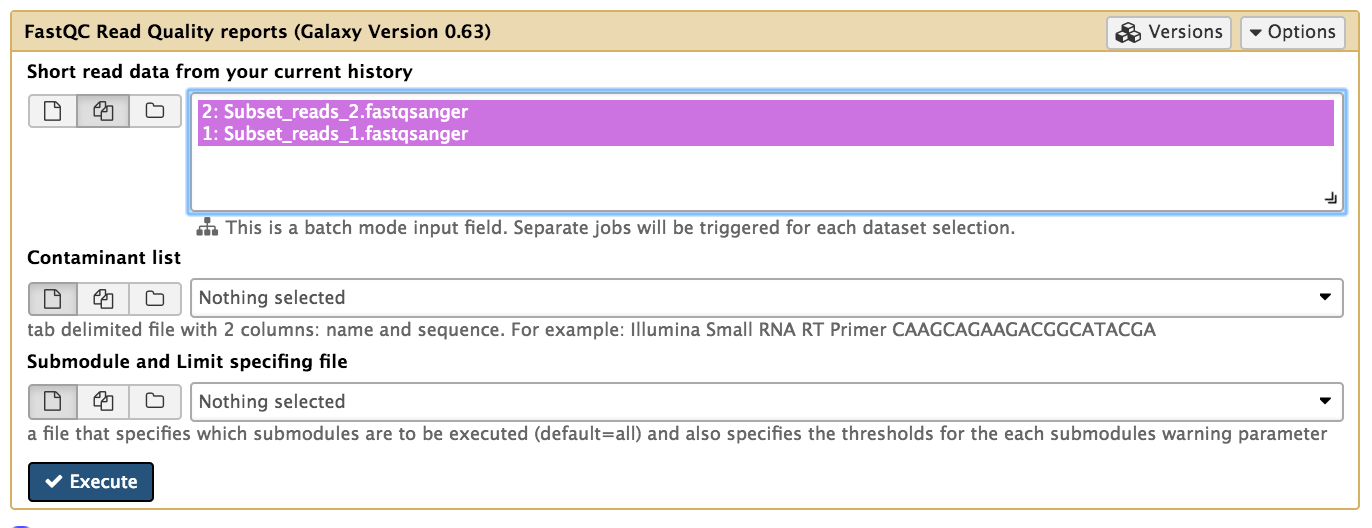 FastQC Read Quality reports (Galaxy Version 0.63)
Versions
Options
Short read data from your current history
2: Subset_reads_2.fastqsanger
1: Subset_reads_1.fastqsanger
This is a batch mode input field. Separate jobs will be triggered for each dataset selection.
Contaminant list
Nothing selected
tab delimited file with 2 columns: name and sequence. For example: Illumina Small RNA RT Primer CAAGCAGAAGACGGCATACGA
Submodule and Limit specifing file
Nothing selected
a file that specifies which submodules are to be executed (default=all) and also specifies the thresholds for the each submodules warning parameter
Execute